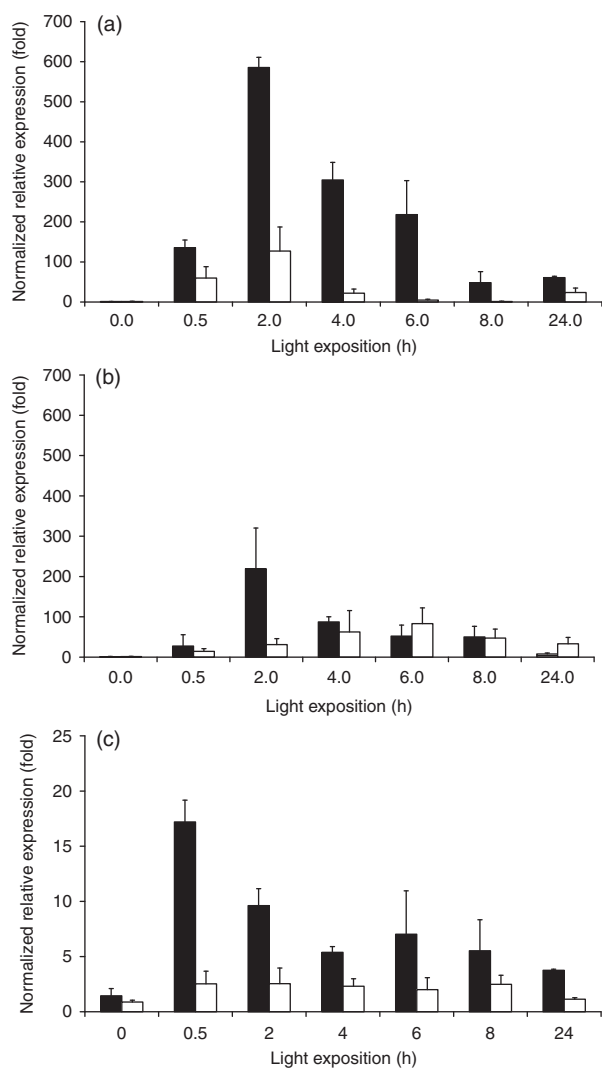 (a)
Normalized relative expression (fold)
700
600
500
400
300
200
100
0
0.0 0.5 2.0 4.0 6.0 8.0 24.0
Light exposition (h)
(b)
Normalized relative expression (fold)
700
600
500
400
300
200
100
0
0.0 0.5 2.0 4.0 6.0 8.0 24.0
Light exposition (h)
(c)
Normalized relative expression (fold)
25
20
15
10
5
0
0 0.5 2 4 6 8 24
Light exposition (h)